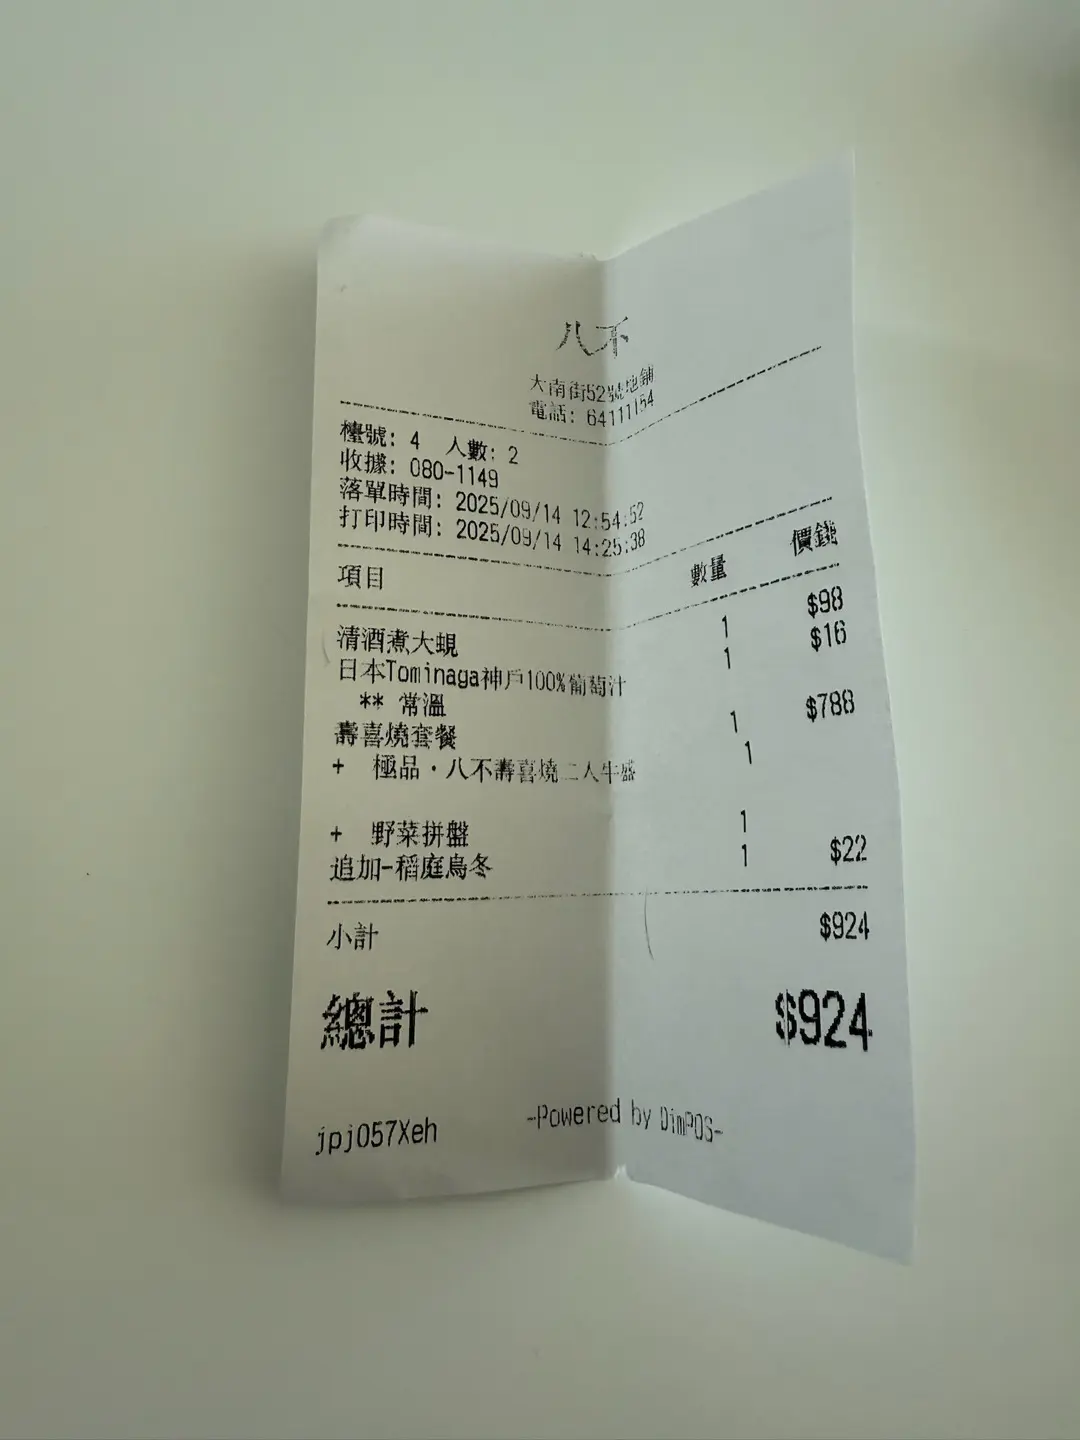 八不
大南街52號地舖
電話: 64111154
檯號: 4 人數: 2
收據: 080-1149
落單時間: 2025/09/14 12:54:52
打印時間: 2025/09/14 14:25:38
項目 數量 價錢
清酒煮大蜆 1 $98
日本Tominaga神戶100%葡萄汁 1 $16
** 常溫
壽喜燒套餐 1 $788
+ 極品·八不壽喜燒二人牛盛 1
+ 野菜拼盤 1
追加-稻庭烏冬 1 $22
小計 $924
總計 $924
jpj057Xeh -Powered by DimPOS-